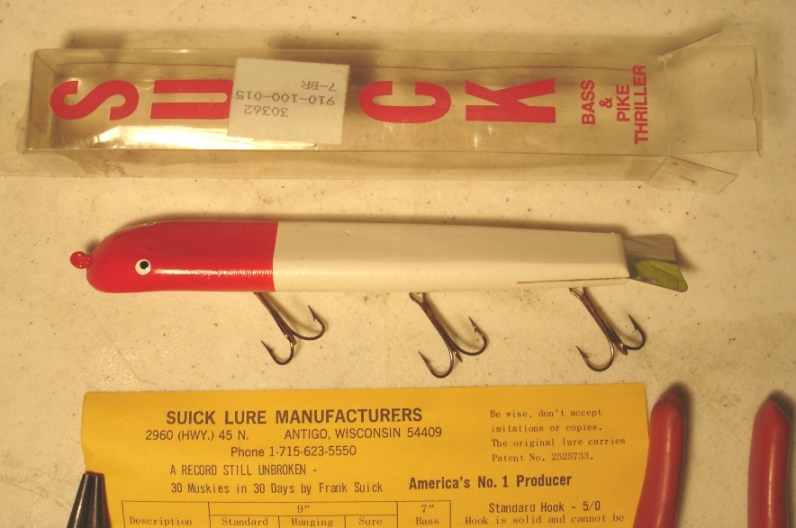 SU CK
BASS
&
PIKE
THRILLER
30362
910-100-015
7-BR
SUICK LURE MANUFACTURERS
2960 (HWY.) 45 N. ANTIGO, WISCONSIN 54409
Phone 1-715-623-5550
A RECORD STILL UNBROKEN -
30 Muskies in 30 Days by Frank Suick
Be wise, don't accept
imitations or copies.
The original lure carries
Patent No. 2525733.
America's No. 1 Producer
9" 7"
Description Standard Hanging Sure Bass
Standard Hook - 5/0
Hook is solid and cannot be